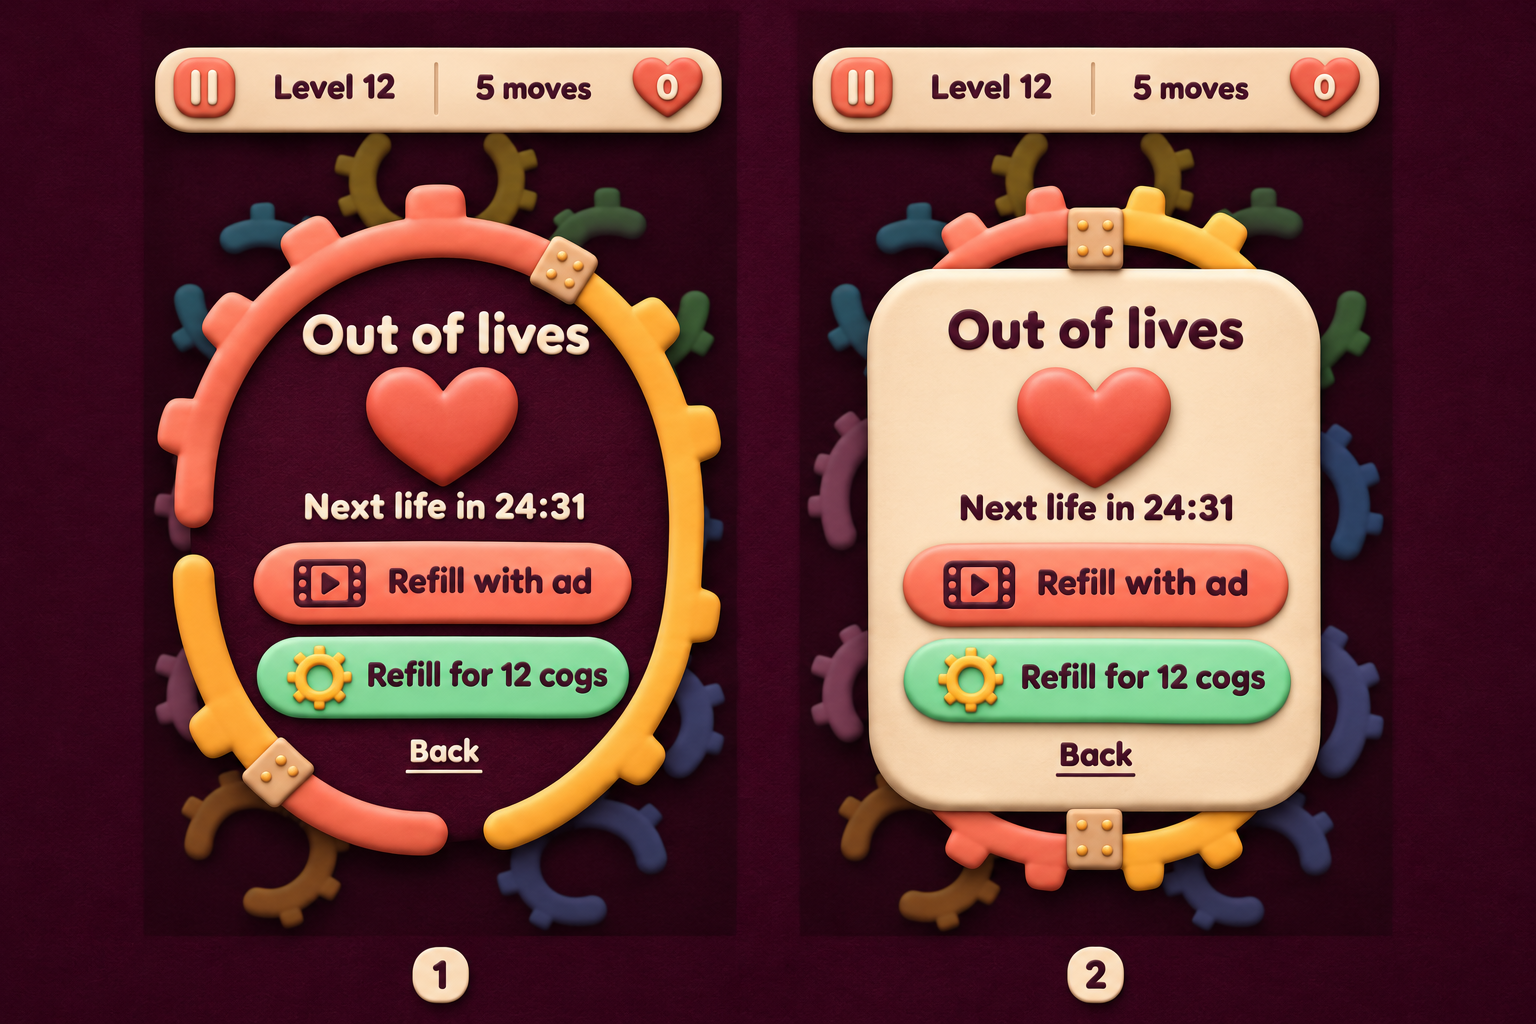 Level 12
5 moves
0
Out of lives
Next life in 24:31
Refill with ad
Refill for 12 cogs
Back
1
Level 12
5 moves
0
Out of lives
Next life in 24:31
Refill with ad
Refill for 12 cogs
Back
2